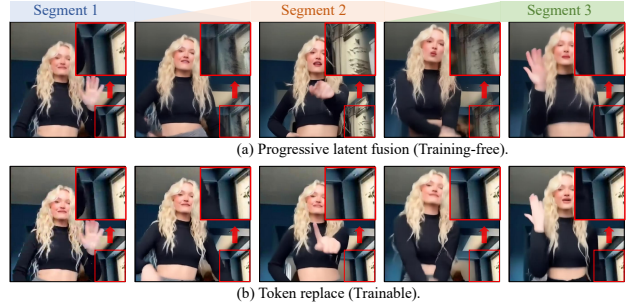 Segment 1
Segment 2
Segment 3
(a) Progressive latent fusion (Training-free).
(b) Token replace (Trainable).